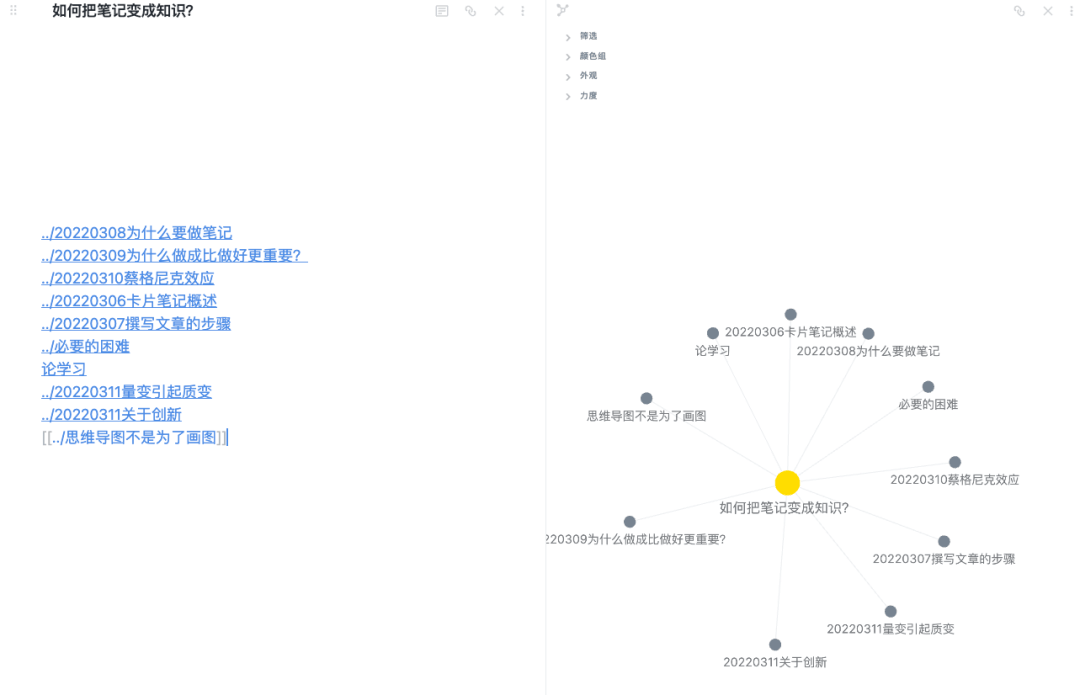 如何把笔记变成知识?
../20220308为什么要做笔记
../20220309为什么做成比做好更重要?
../20220310蔡格尼克效应
../20220306卡片笔记概述
../20220307撰写文章的步骤
../必要的困难
论学习
../20220311量变引起质变
../20220311关于创新
[[../思维导图不是为了画图]]
筛选
颜色组
外观
力度
20220306卡片笔记概述
论学习
20220308为什么要做笔记
必要的困难
思维导图不是为了画图
20220310蔡格尼克效应
如何把笔记变成知识?
220309为什么做成比做好更重要?
20220307撰写文章的步骤
20220311量变引起质变
20220311关于创新